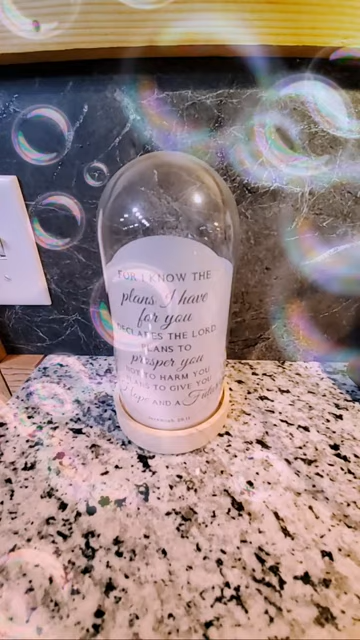 FOR I KNOW THE
plans I have
for you
DECLARES THE LORD
PLANS TO
prosper you
NOT TO HARM YOU
PLANS TO GIVE YOU
Hope AND A Future